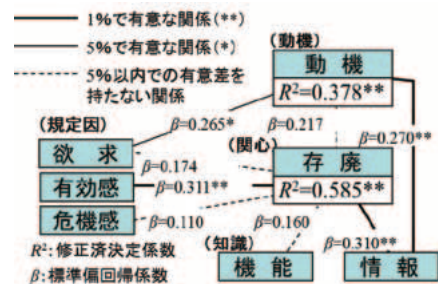 1%で有意な関係(**)
5%で有意な関係(*)
5%以内での有意差を
持たない関係
(動機)
動 機
R²=0.378**
(規定因)
β=0.265*
β=0.217
β=0.270**
欲 求
β=0.174
(関心)
存 廃
有効感
β=0.311**
R²=0.585**
危機感
β=0.110
β=0.160
β=0.310**
R²:修正済決定係数
(知識)
β:標準偏回帰係数
機 能
情 報